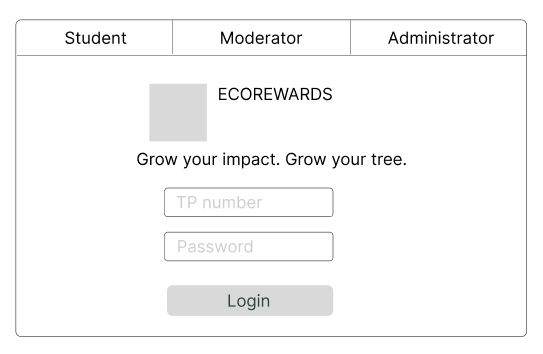 Student Moderator Administrator
ECOREWARDS
Grow your impact. Grow your tree.
TP number
Password
Login